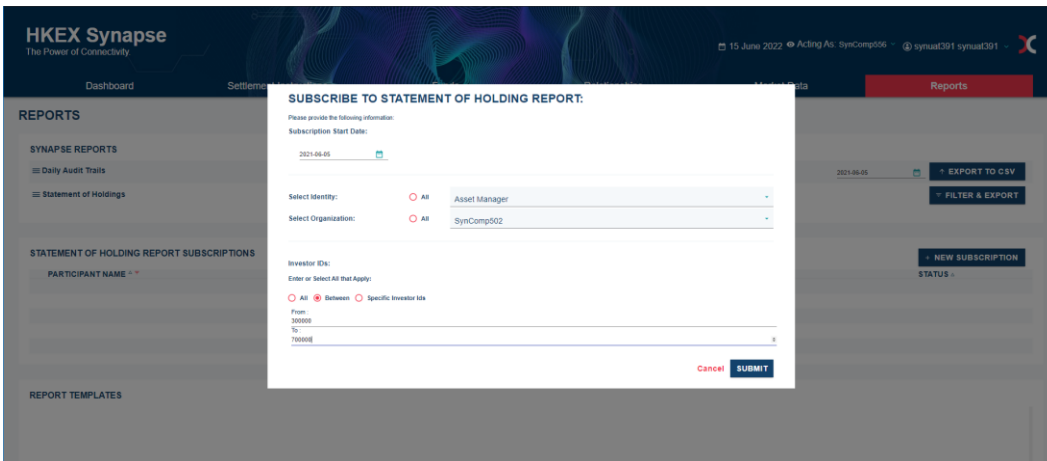 HKEX Synapse
The Power of Connectivity
15 June 2022 Acting As: SynComp556 synuat391 synuat391
Dashboard Reports
REPORTS
SYNAPSE REPORTS
Daily Audit Trails 2021-06-05 EXPORT TO CSV
Statement of Holdings FILTER & EXPORT
STATEMENT OF HOLDING REPORT SUBSCRIPTIONS + NEW SUBSCRIPTION
PARTICIPANT NAME STATUS
REPORT TEMPLATES
SUBSCRIBE TO STATEMENT OF HOLDING REPORT:
Please provide the following information:
Subscription Start Date:
2021-06-05
Select Identity: All Asset Manager
Select Organization: All SynComp502
Investor IDs:
Enter or Select All that Apply:
All Between Specific Investor Ids
From :
300000
To :
700000 X
Cancel SUBMIT